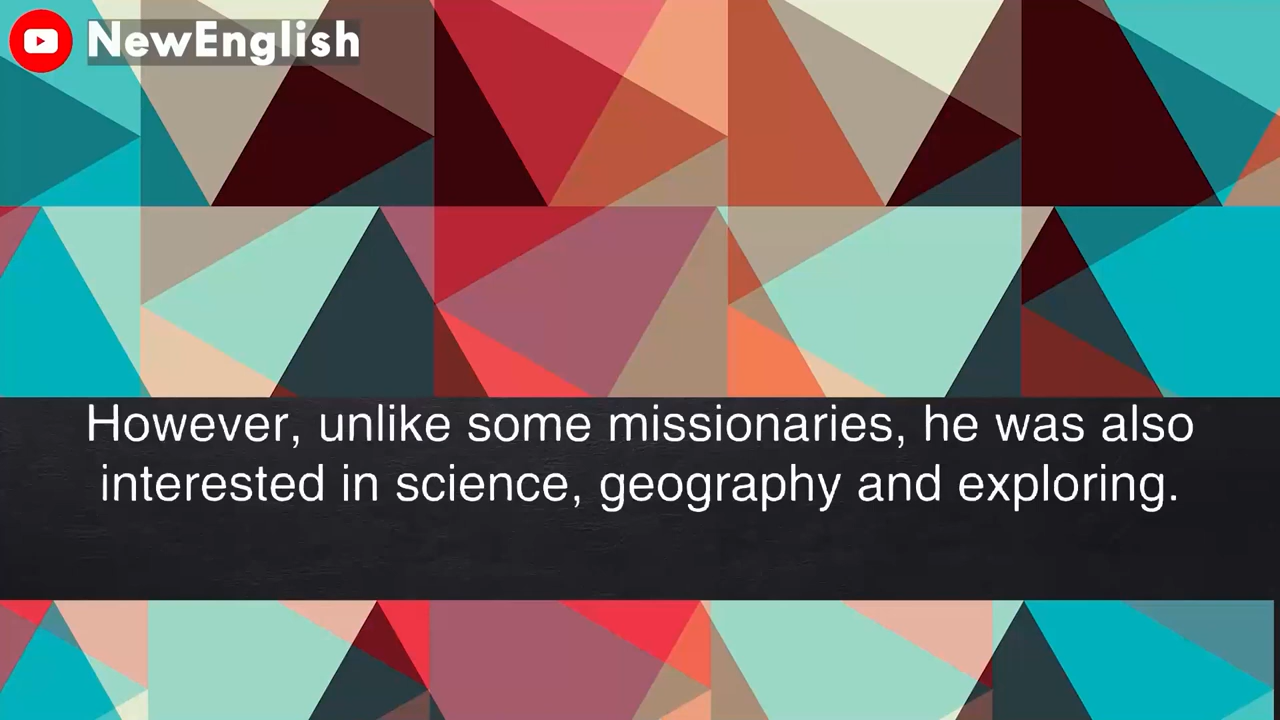 NewEnglish
However, unlike some missionaries, he was also
interested in science, geography and exploring.